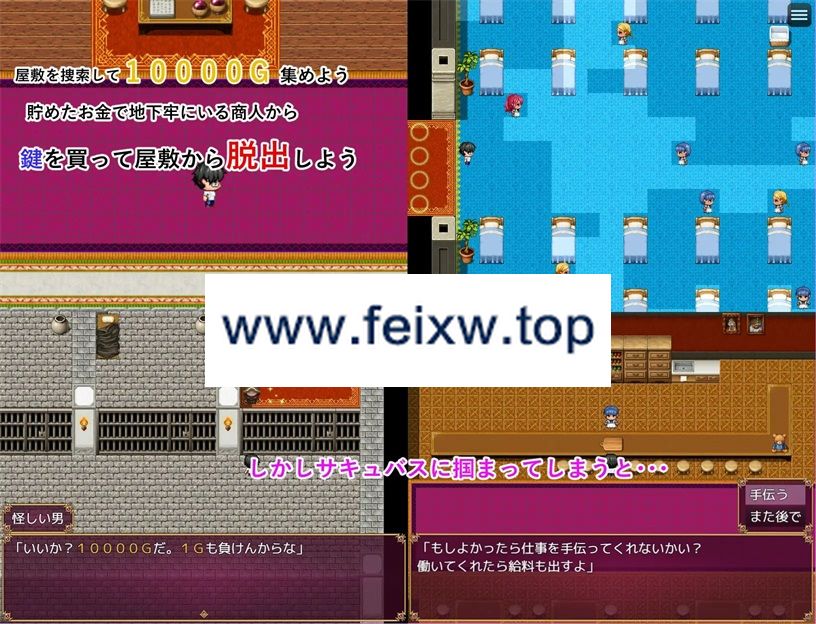 屋敷を捜索して10000G集めよう
貯めたお金で地下牢にいる商人から
鍵を買って屋敷から脱出しよう
www.feixw.top
しかしサキュバスに掴まってしまうと・・・
怪しい男
「いいか？10000Gだ。1Gも負けんからな」
手伝う
また後で
「もしよかったら仕事を手伝ってくれないかい？
働いてくれたら給料も出すよ」